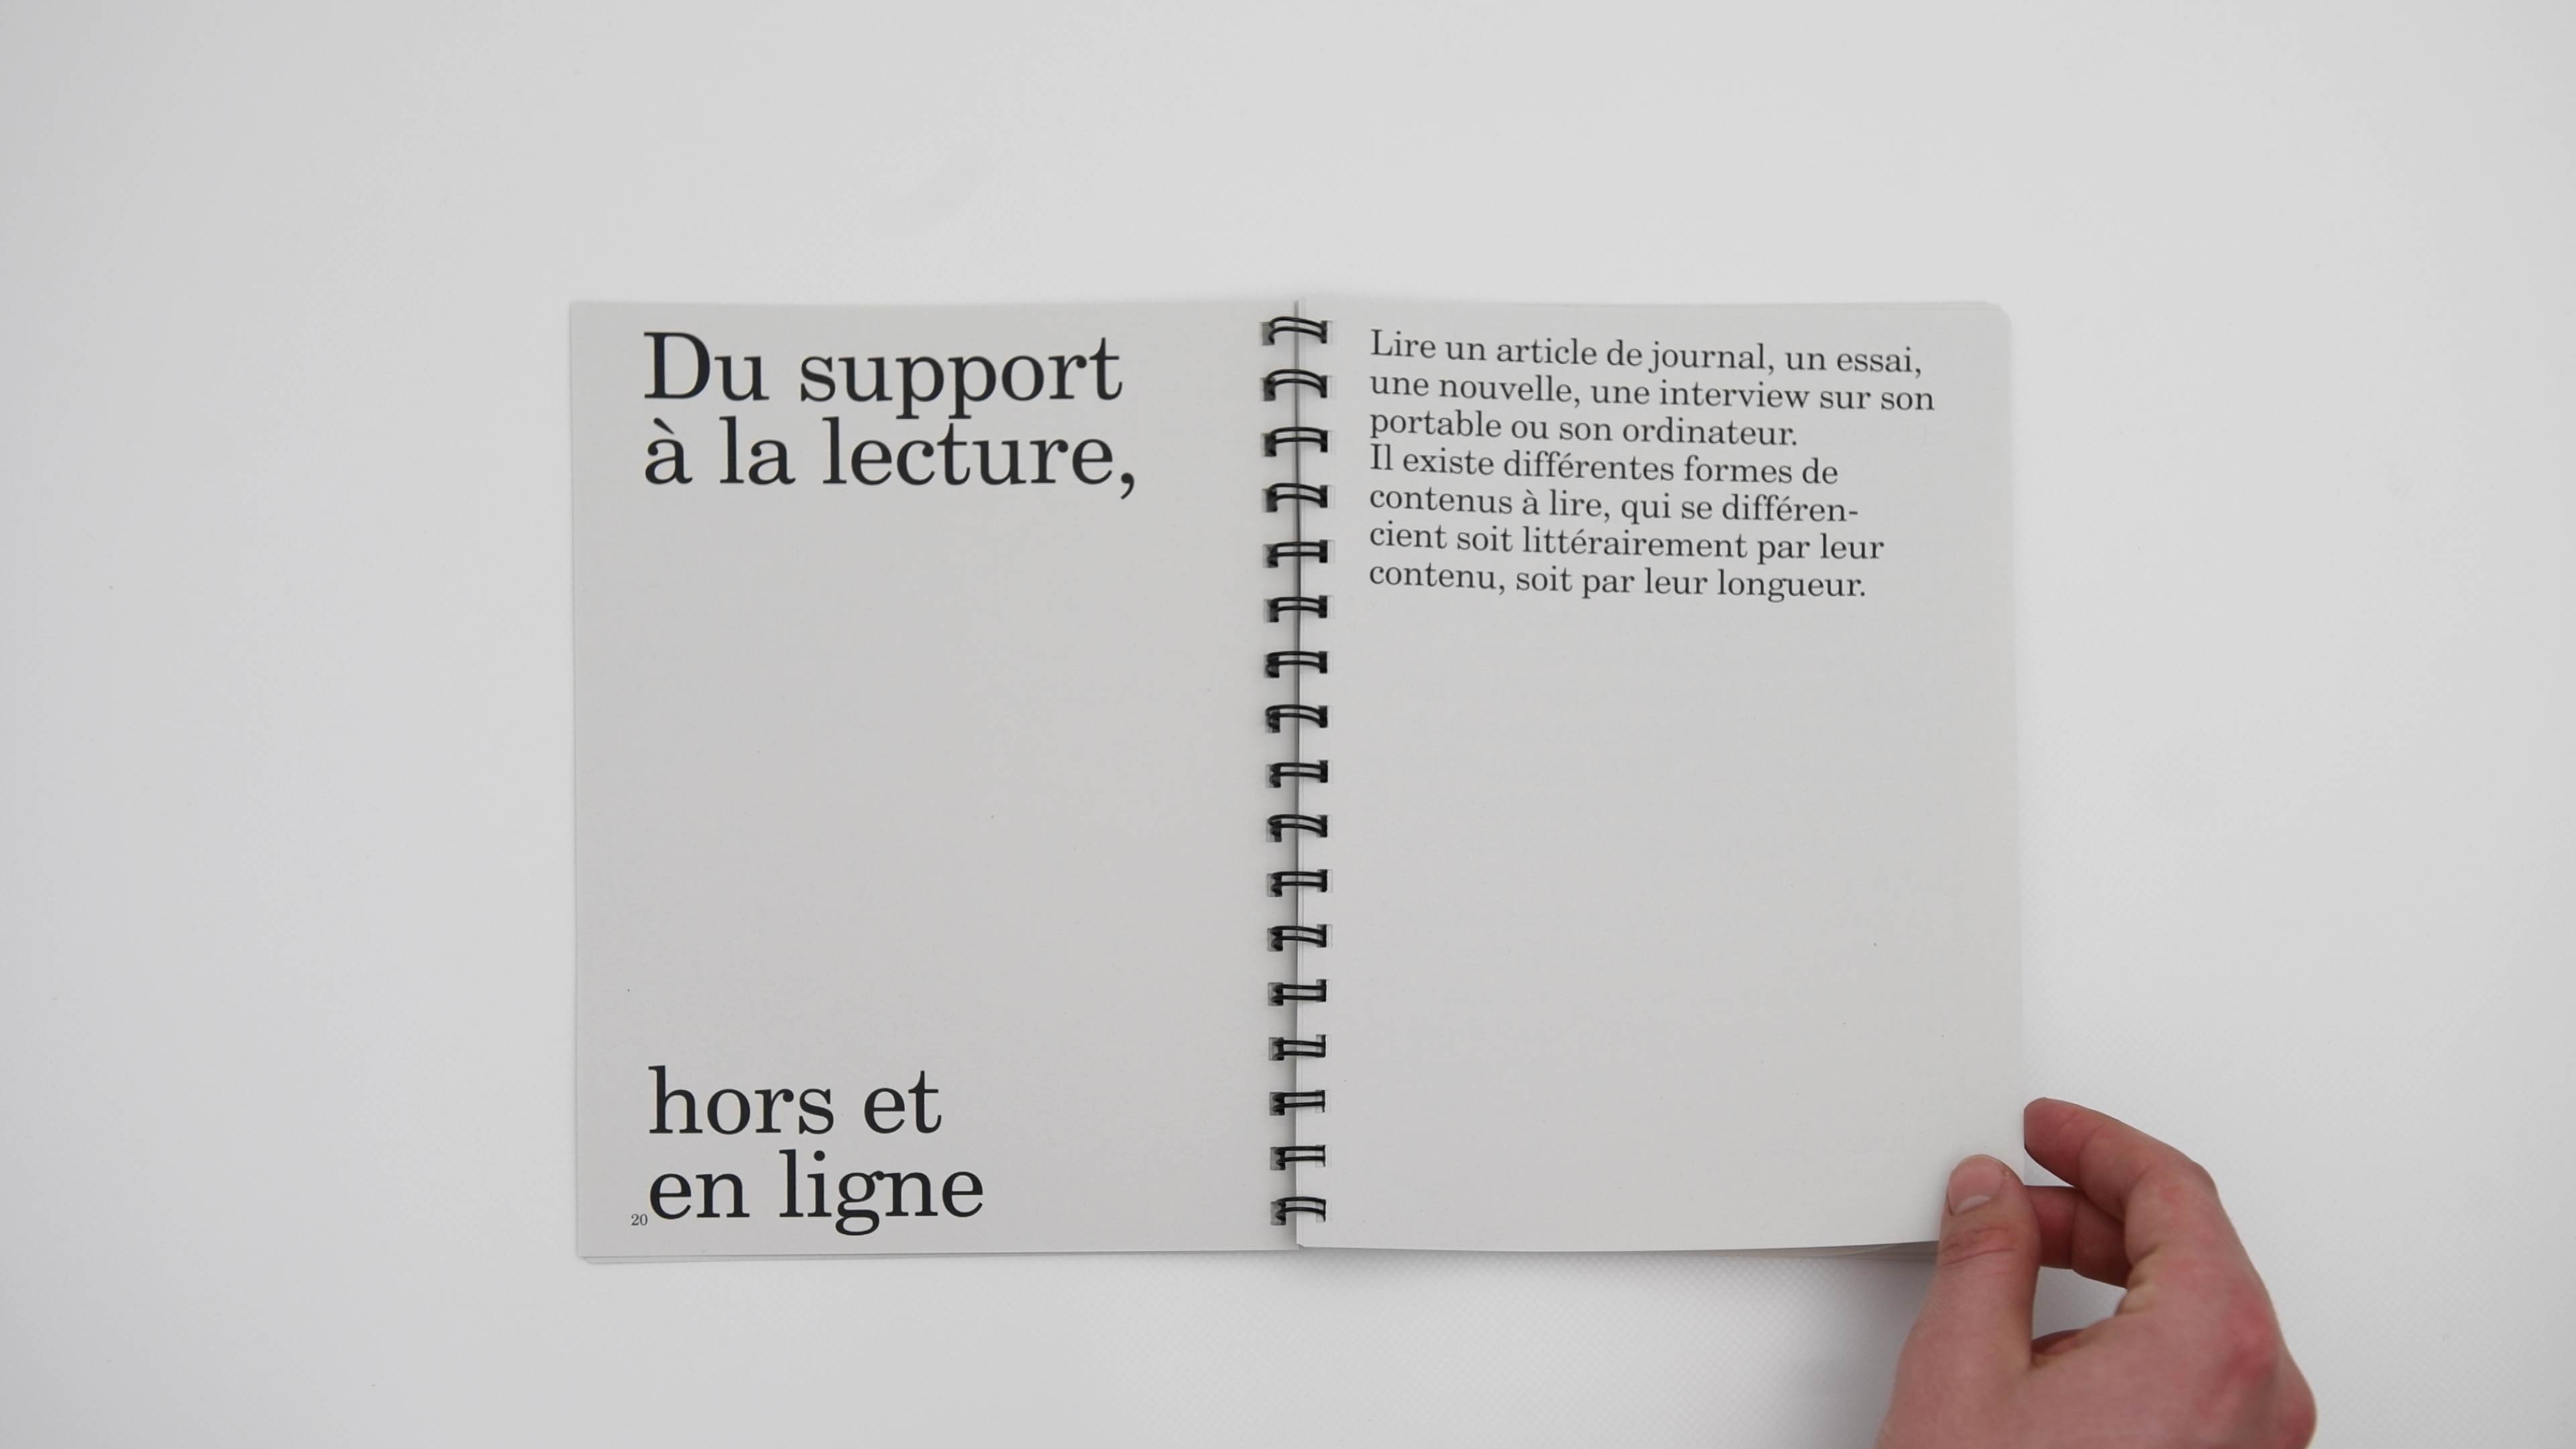 Du support
à la lecture,
hors et
en ligne
20
Lire un article de journal, un essai,
une nouvelle, une interview sur son
portable ou son ordinateur.
Il existe différentes formes de
contenus à lire, qui se différen-
cient soit littérairement par leur
contenu, soit par leur longueur.